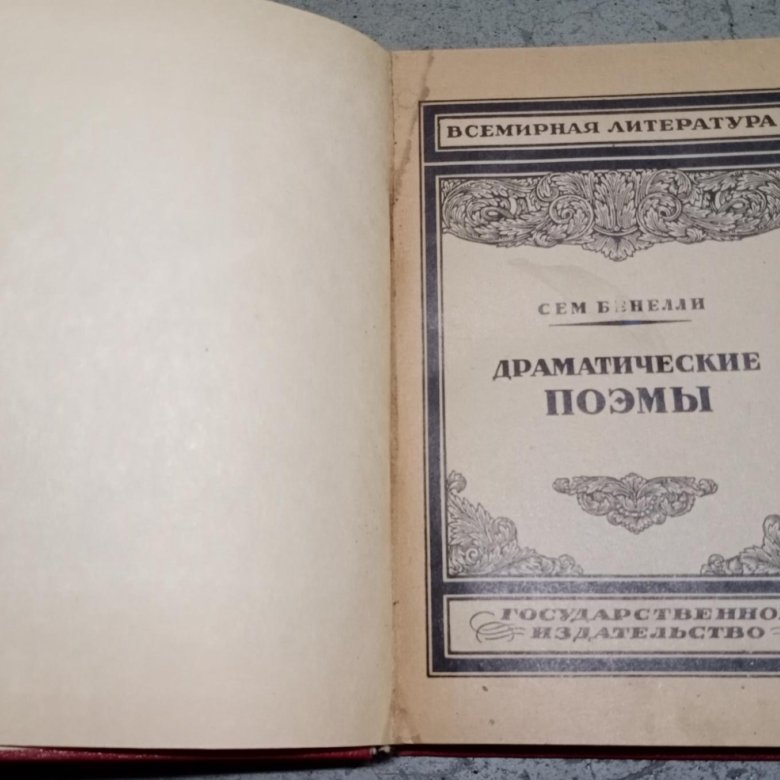 ВСЕМИРНАЯ ЛИТЕРАТУРА
СЕМ БЕНЕЛЛИ
ДРАМАТИЧЕСКИЕ
ПОЭМЫ
ГОСУДАРСТВЕННО
ИЗДАТЕЛЬСТВО